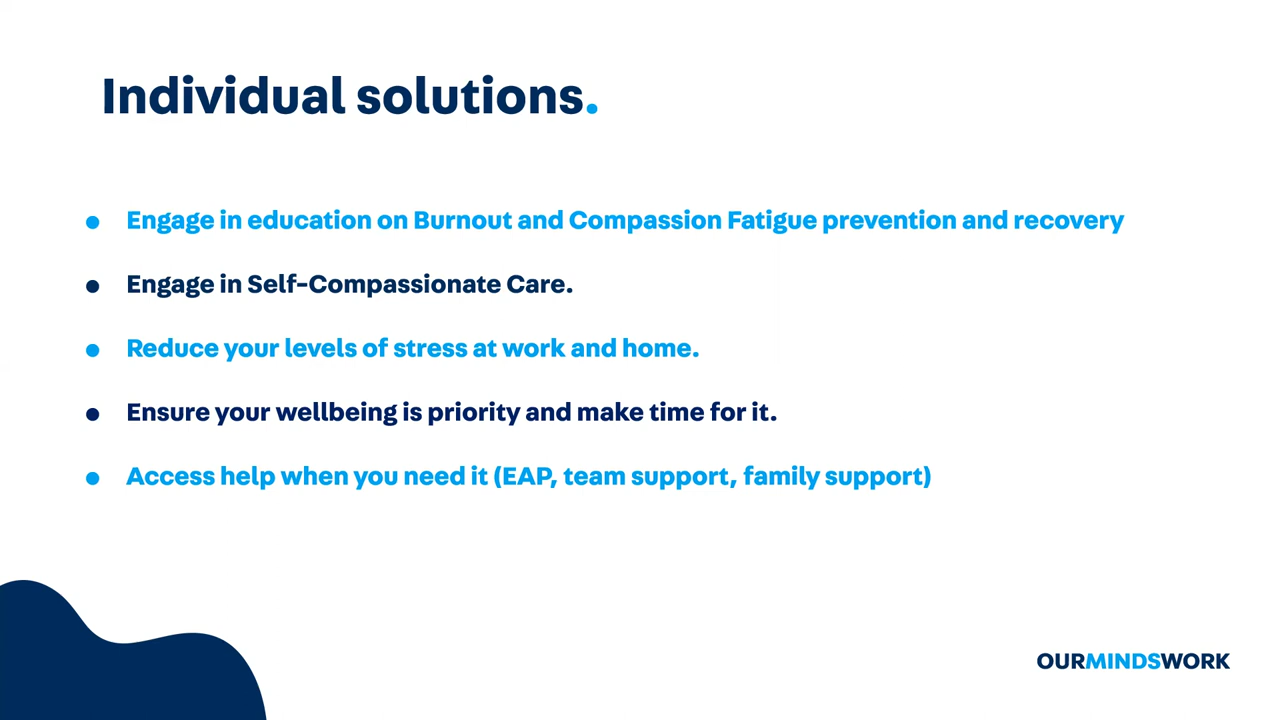 Individual solutions.
Engage in education on Burnout and Compassion Fatigue prevention and recovery
Engage in Self-Compassionate Care.
Reduce your levels of stress at work and home.
Ensure your wellbeing is priority and make time for it.
Access help when you need it (EAP, team support, family support)
OURMINDSWORK